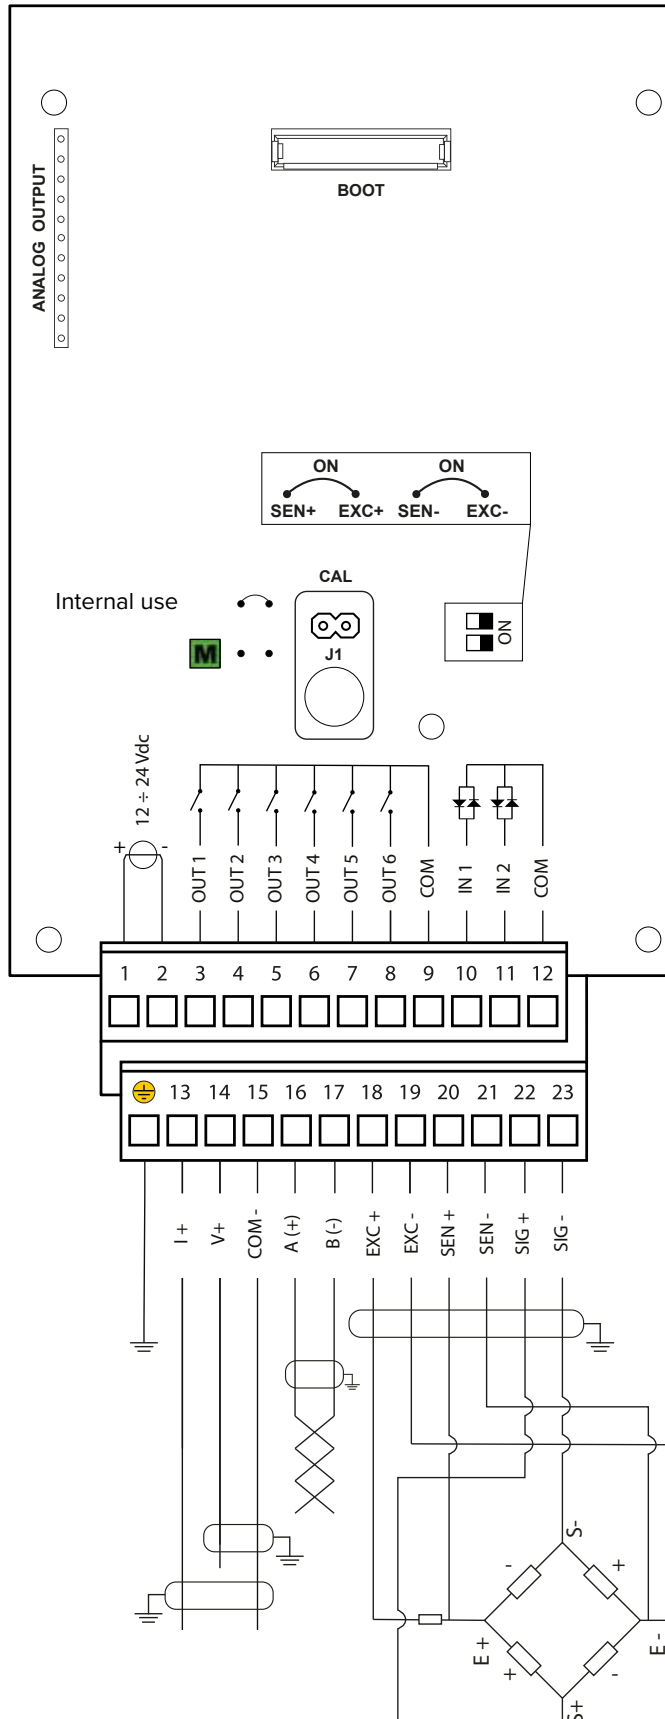 BOOT
ANALOG OUTPUT
ON ON
SEN+ EXC+ SEN- EXC-
CAL
Internal use
J1
M
ON
12 ÷ 24 Vdc
+ -
OUT 1
OUT 2
OUT 3
OUT 4
OUT 5
OUT 6
COM
IN 1
IN 2
COM
1 2 3 4 5 6 7 8 9 10 11 12
13 14 15 16 17 18 19 20 21 22 23
I +
V+
COM -
A (+)
B (-)
EXC +
EXC -
SEN +
SEN -
SIG +
SIG -
S-
- +
E +
E -
+ -
S+